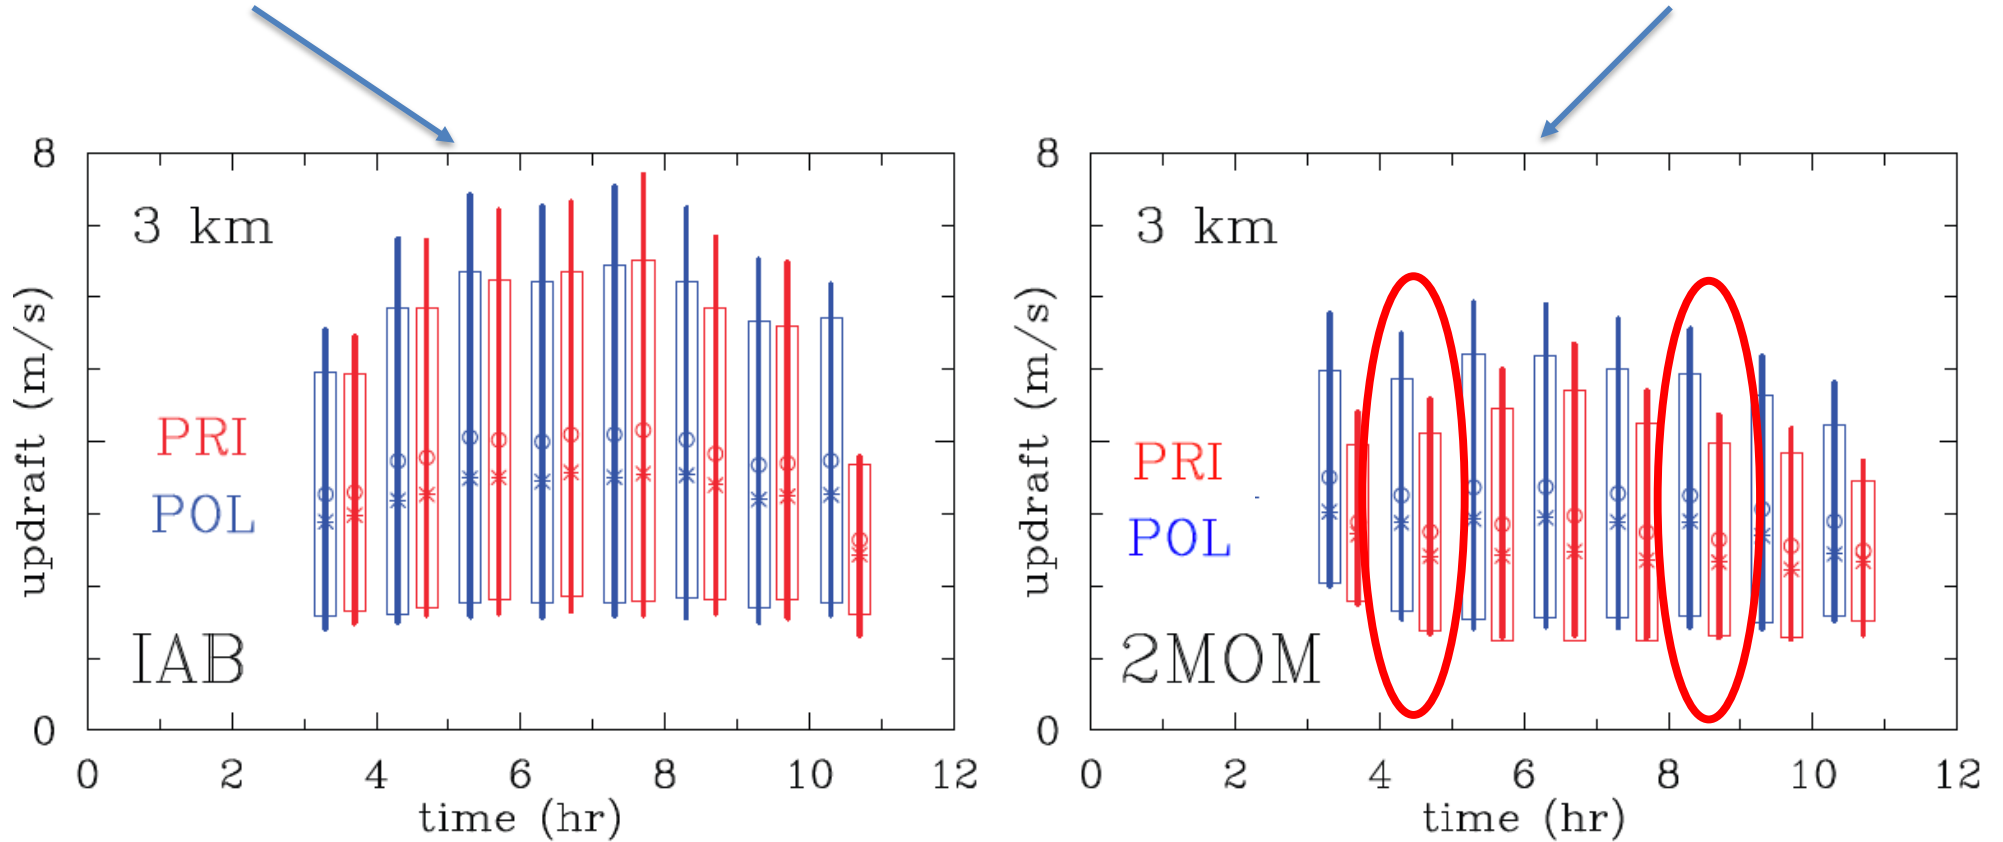 8
3 km
PRI
POL
IAB
0
updraft (m/s)
0 2 4 6 8 10 12
time (hr)
8
3 km
PRI
POL
2MOM
0
updraft (m/s)
0 2 4 6 8 10 12
time (hr)